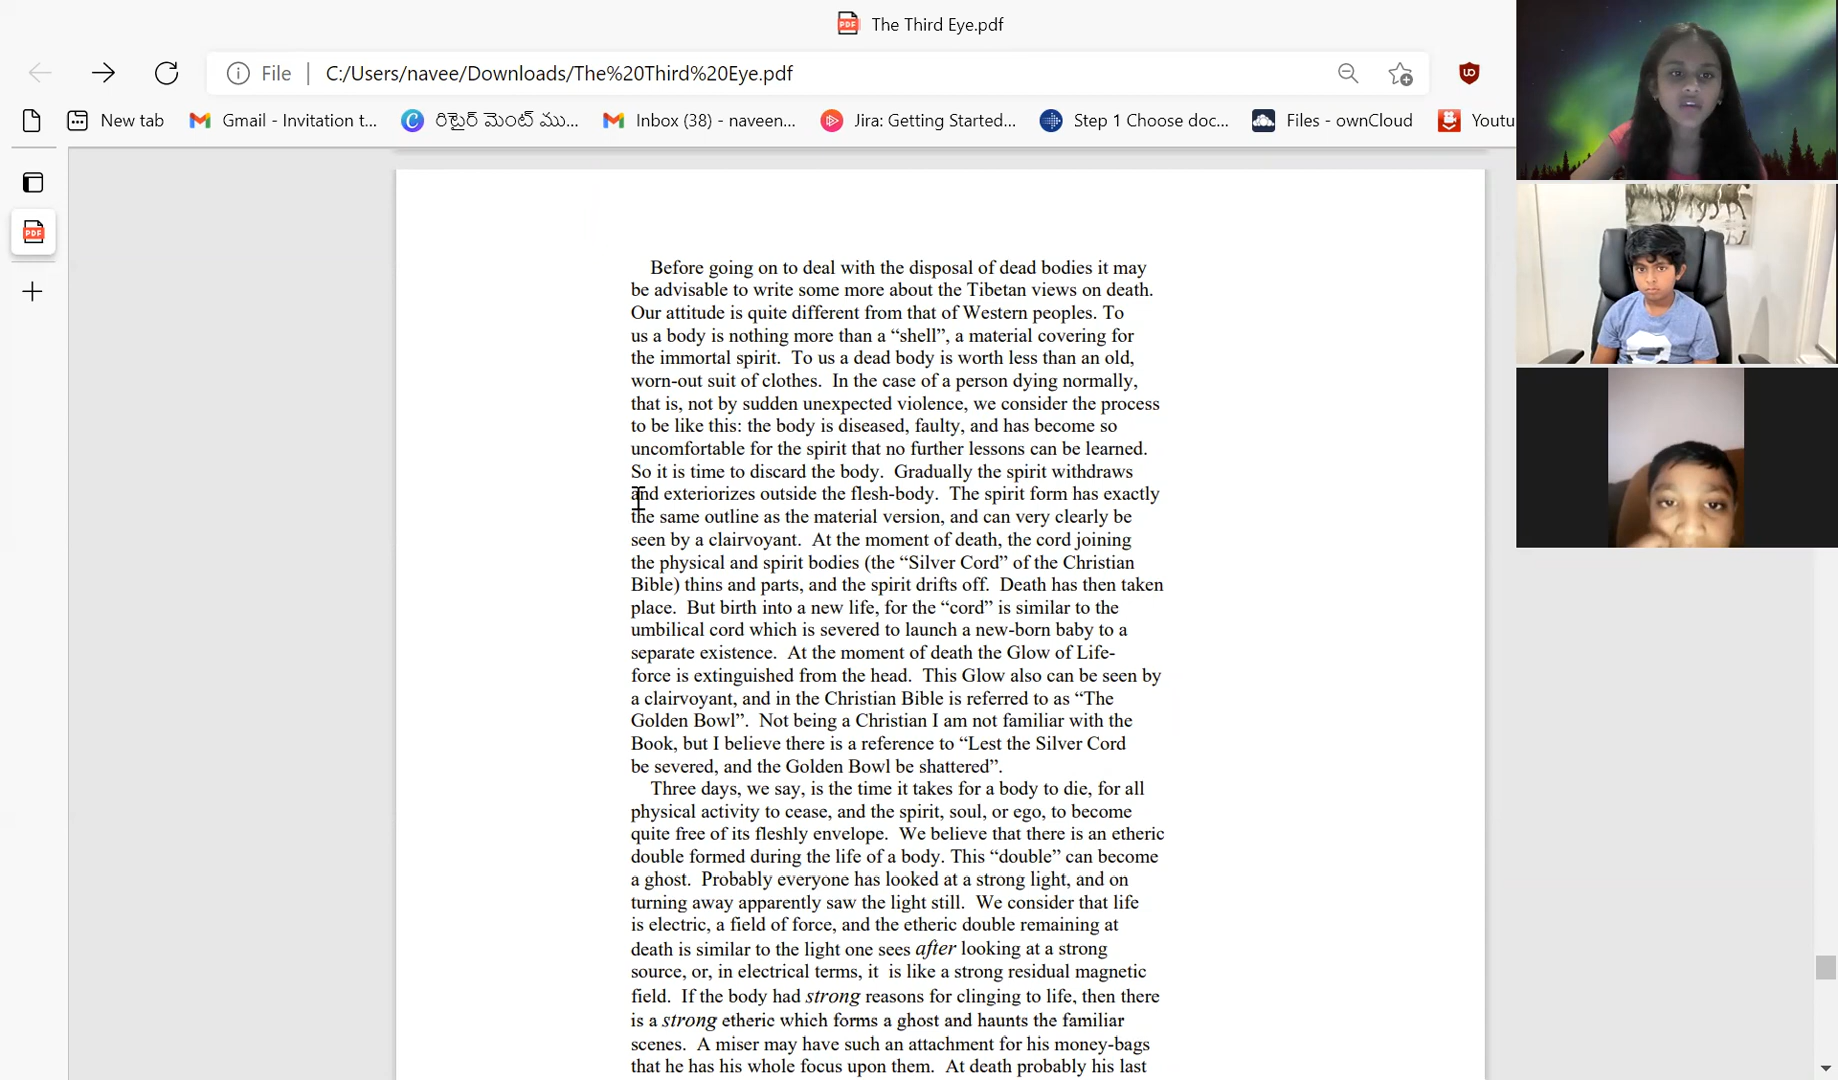 The Third Eye.pdf
File
C:/Users/navee/Downloads/The%20Third%20Eye.pdf
New tab
Gmail - Invitation t...
రిటైర్ మెంట్ ము...
Inbox (38) - naveen...
Jira: Getting Started...
Step 1 Choose doc...
Files - ownCloud
Youtu
Before going on to deal with the disposal of dead bodies it may
be advisable to write some more about the Tibetan views on death.
Our attitude is quite different from that of Western peoples. To
us a body is nothing more than a “shell”, a material covering for
the immortal spirit. To us a dead body is worth less than an old,
worn-out suit of clothes. In the case of a person dying normally,
that is, not by sudden unexpected violence, we consider the process
to be like this: the body is diseased, faulty, and has become so
uncomfortable for the spirit that no further lessons can be learned.
So it is time to discard the body. Gradually the spirit withdraws
and exteriorizes outside the flesh-body. The spirit form has exactly
the same outline as the material version, and can very clearly be
seen by a clairvoyant. At the moment of death, the cord joining
the physical and spirit bodies (the “Silver Cord” of the Christian
Bible) thins and parts, and the spirit drifts off. Death has then taken
place. But birth into a new life, for the “cord” is similar to the
umbilical cord which is severed to launch a new-born baby to a
separate existence. At the moment of death the Glow of Life-
force is extinguished from the head. This Glow also can be seen by
a clairvoyant, and in the Christian Bible is referred to as “The
Golden Bowl”. Not being a Christian I am not familiar with the
Book, but I believe there is a reference to “Lest the Silver Cord
be severed, and the Golden Bowl be shattered”.
Three days, we say, is the time it takes for a body to die, for all
physical activity to cease, and the spirit, soul, or ego, to become
quite free of its fleshly envelope. We believe that there is an etheric
double formed during the life of a body. This “double” can become
a ghost. Probably everyone has looked at a strong light, and on
turning away apparently saw the light still. We consider that life
is electric, a field of force, and the etheric double remaining at
death is similar to the light one sees after looking at a strong
source, or, in electrical terms, it is like a strong residual magnetic
field. If the body had strong reasons for clinging to life, then there
is a strong etheric which forms a ghost and haunts the familiar
scenes. A miser may have such an attachment for his money-bags
that he has his whole focus upon them. At death probably his last